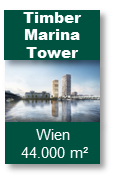 Timber
Marina
Tower
Wien
44.000 m²